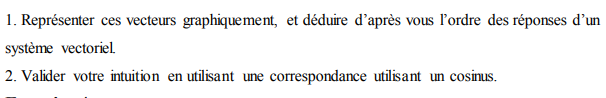 1. Représenter ces vecteurs graphiquement, et déduire d'après vous l'ordre des réponses d'un
système vectoriel.
2. Valider votre intuition en utilisant une correspondance utilisant un cosinus.